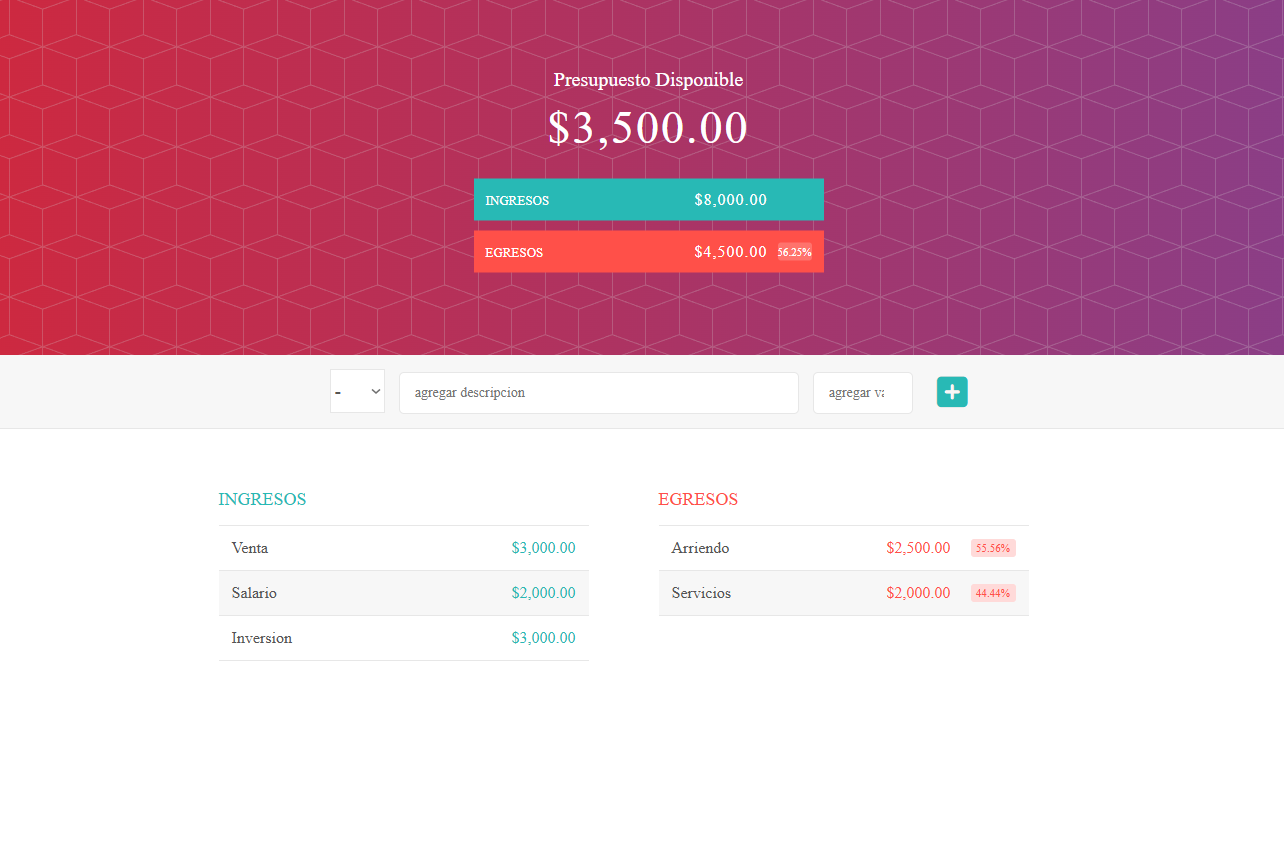 Presupuesto Disponible
$3,500.00
INGRESOS $8,000.00
EGRESOS $4,500.00 56.25%
- agregar descripcion agregar va
INGRESOS
Venta $3,000.00
Salario $2,000.00
Inversion $3,000.00
EGRESOS
Arriendo $2,500.00 55.56%
Servicios $2,000.00 44.44%